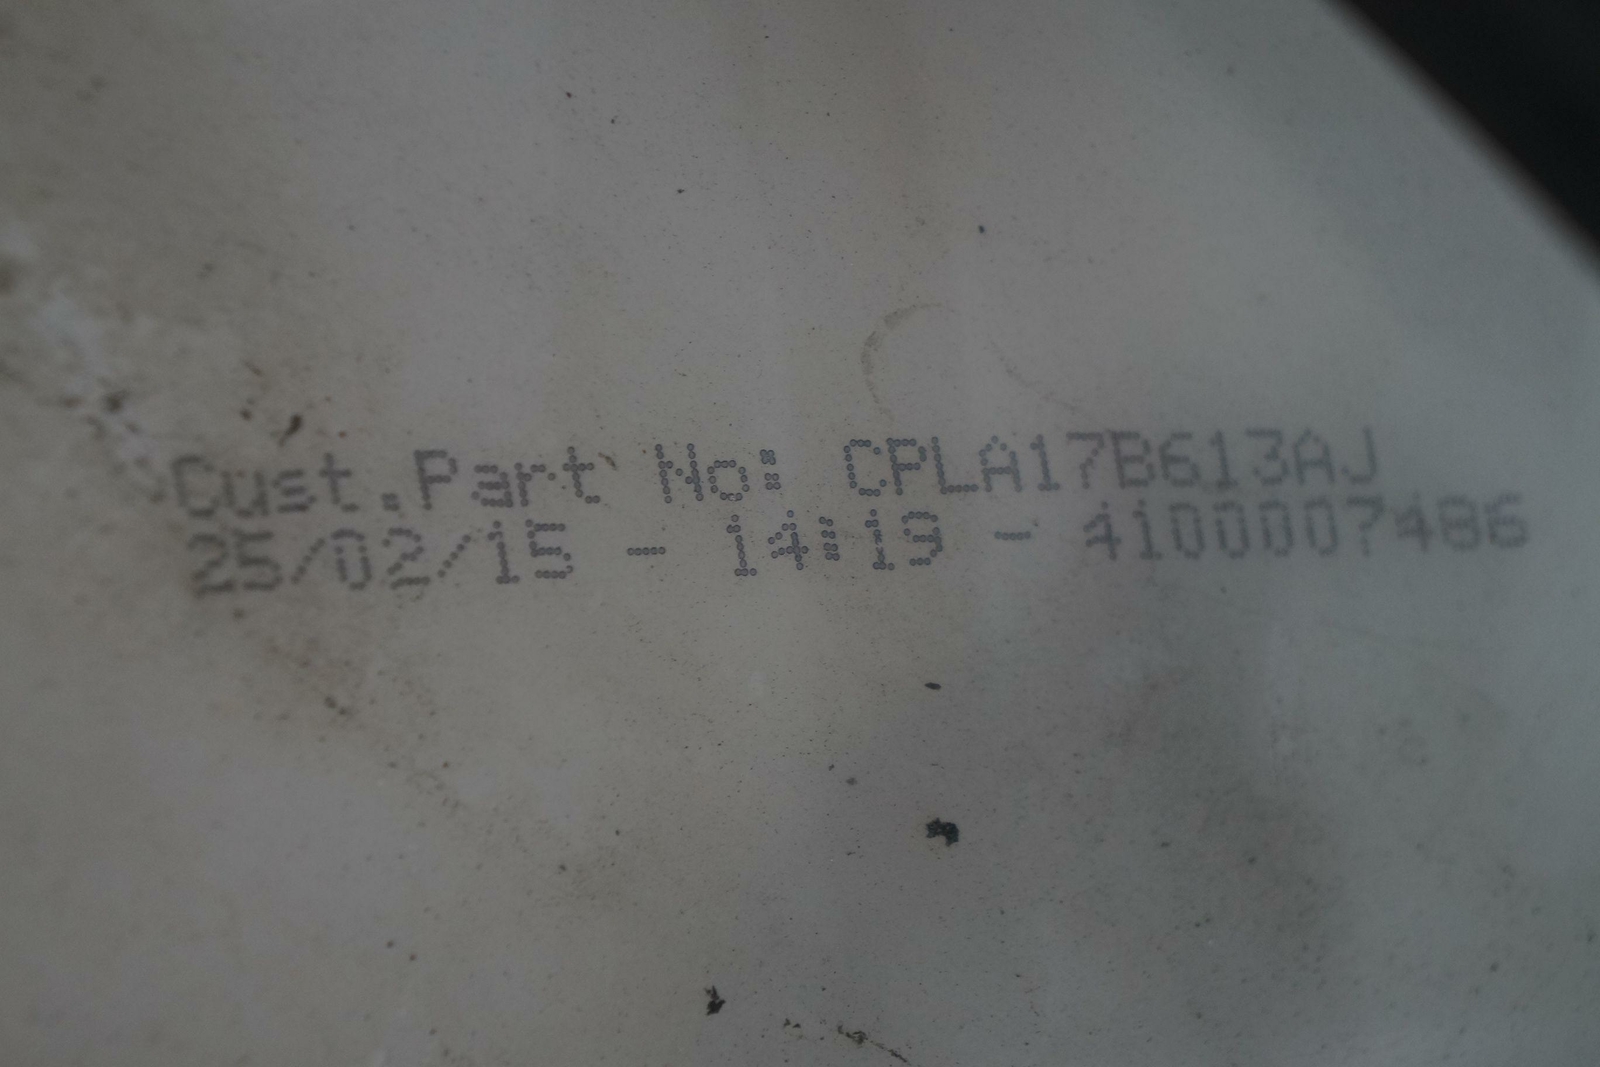 Cust.Part No: CPLA17B613AJ
25/02/15 - 14:19 - 4100007486